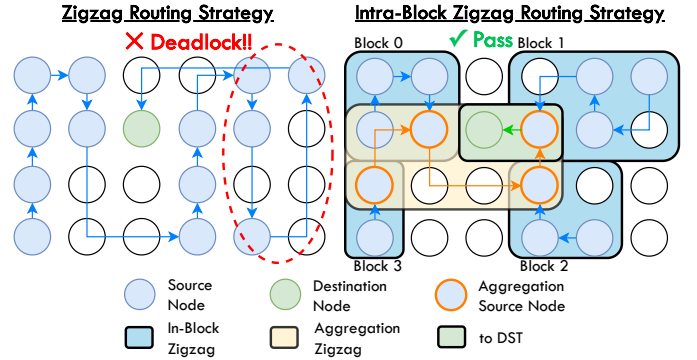 Zigzag Routing Strategy
Intra-Block Zigzag Routing Strategy
✗ Deadlock!!
Block 0
✓ Pass
Block 1
Block 3
Block 2
Source
Node
Destination
Node
Aggregation
Source Node
In-Block
Zigzag
Aggregation
Zigzag
to DST